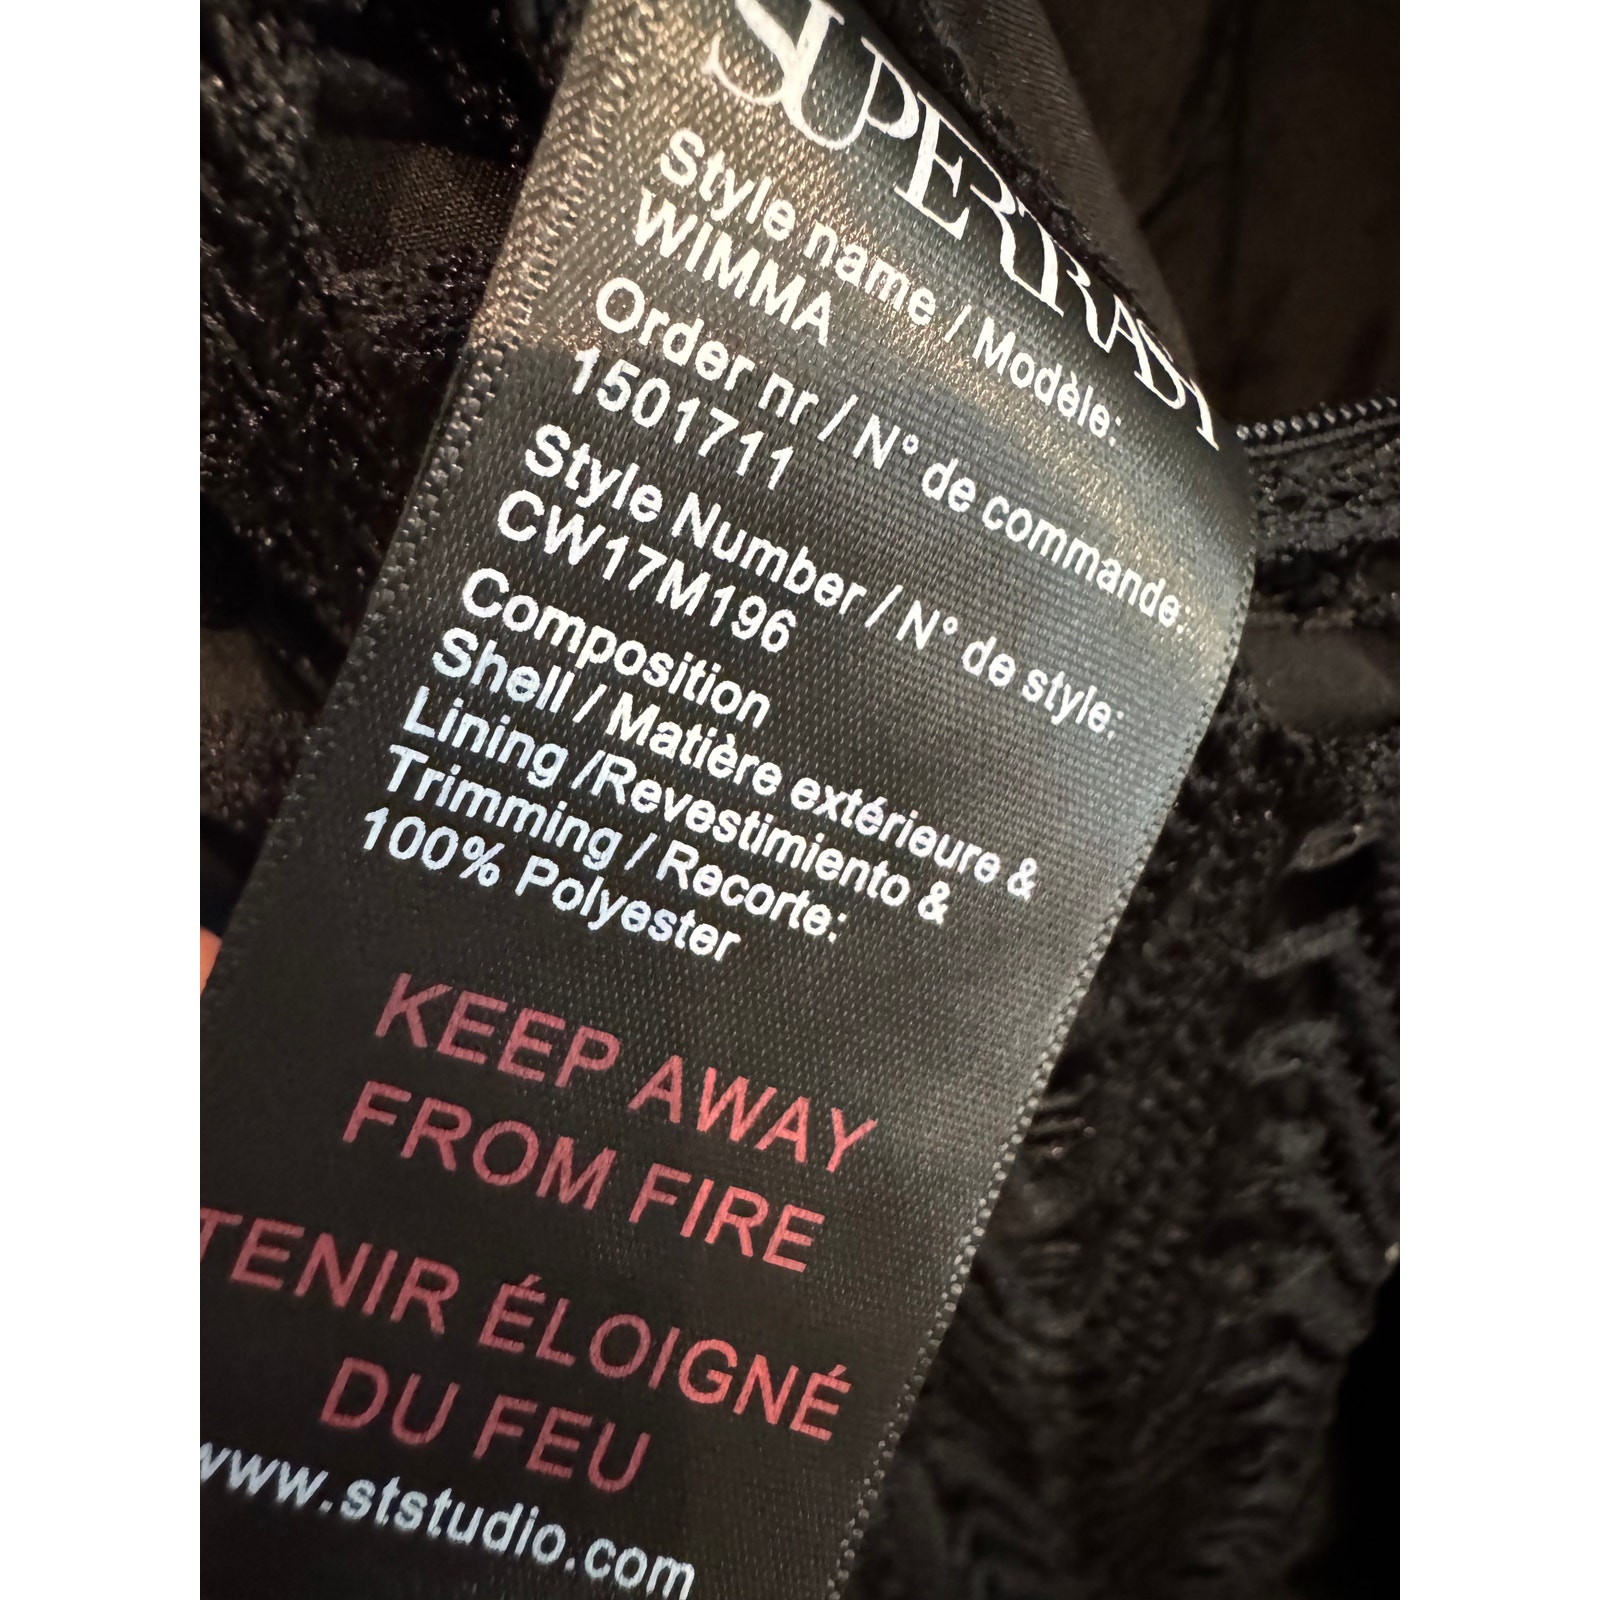 SUPERTRASH
Style name / Modèle:
WIMMA
Order nr / N° de commande:
1501711
Style Number / N° de style:
CW17M196
Composition
Shell / Matière extérieure &
Lining /Revestimiento &
Trimming / Recorte:
100% Polyester
KEEP AWAY
FROM FIRE
TENIR ÉLOIGNÉ
DU FEU
www.ststudio.com